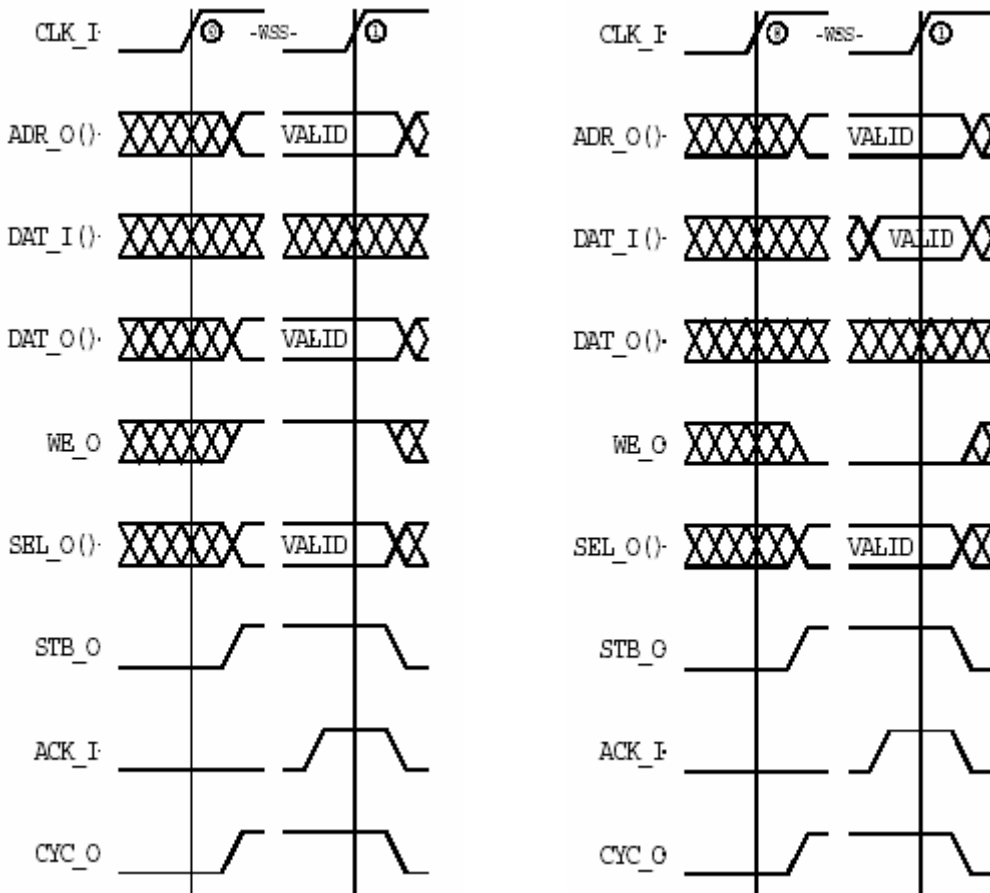 CLK_I 0 -WSS- 1
ADR_O() VALID
DAT_I()
DAT_O() VALID
WE_O
SEL_O() VALID
STB_O
ACK_I
CYC_O
CLK_I 0 -WSS- 1
ADR_O() VALID
DAT_I() VALID
DAT_O()
WE_O
SEL_O() VALID
STB_O
ACK_I
CYC_O